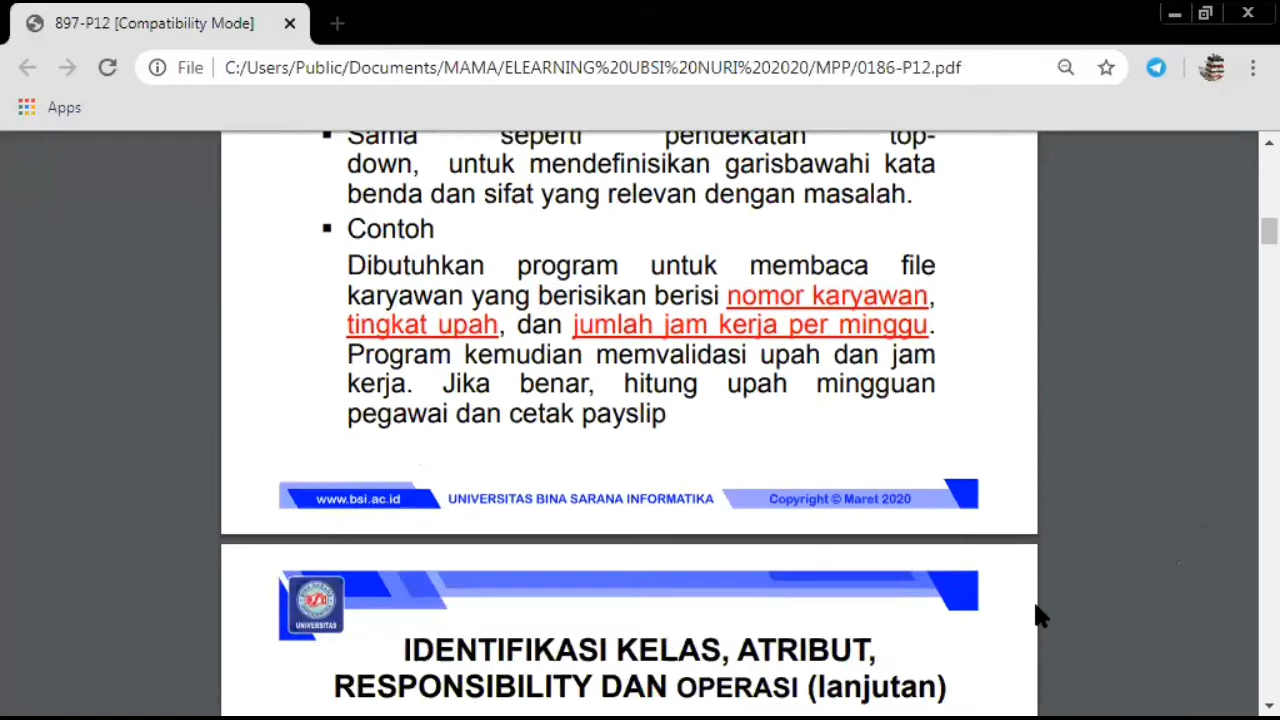 897-P12 [Compatibility Mode]
File
C:/Users/Public/Documents/MAMA/ELEARNING%20UBSI%20NURI%202020/MPP/0186-P12.pdf
Apps
Sama seperti pendekatan top-
down, untuk mendefinisikan garisbawahi kata
benda dan sifat yang relevan dengan masalah.
Contoh
Dibutuhkan program untuk membaca file
karyawan yang berisikan berisi nomor karyawan,
tingkat upah, dan jumlah jam kerja per minggu.
Program kemudian memvalidasi upah dan jam
kerja. Jika benar, hitung upah mingguan
pegawai dan cetak payslip
www.bsi.ac.id UNIVERSITAS BINA SARANA INFORMATIKA Copyright © Maret 2020
UNIVERSITAS
IDENTIFIKASI KELAS, ATRIBUT,
RESPONSIBILITY DAN OPERASI (lanjutan)